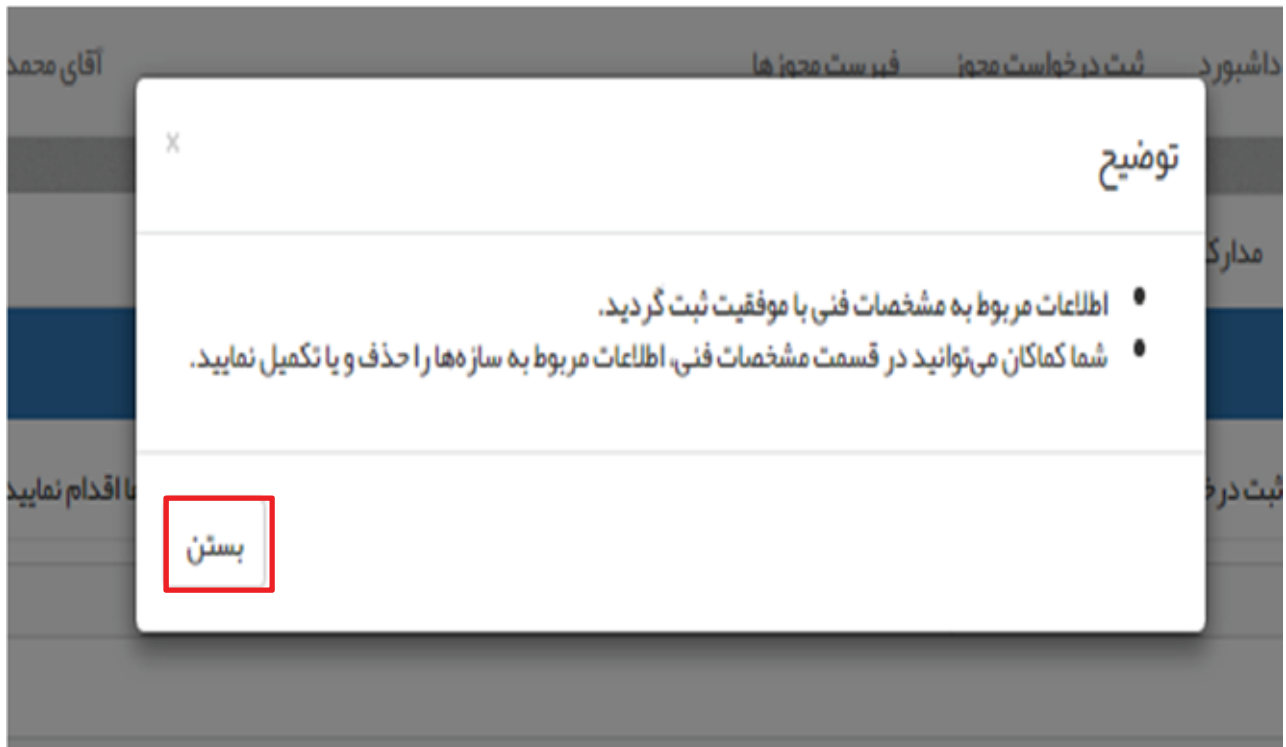 داشبورد ثبت درخواست مجوز فهرست مجوزها آقای محمد
توضیح x
مدارک
اطلاعات مربوط به مشخصات فنی با موفقیت ثبت گردید.
شما کماکان می‌توانید در قسمت مشخصات فنی، اطلاعات مربوط به سازه‌ها را حذف و یا تکمیل نمایید.
ثبت درخ
ا اقدام نمایید
بستن